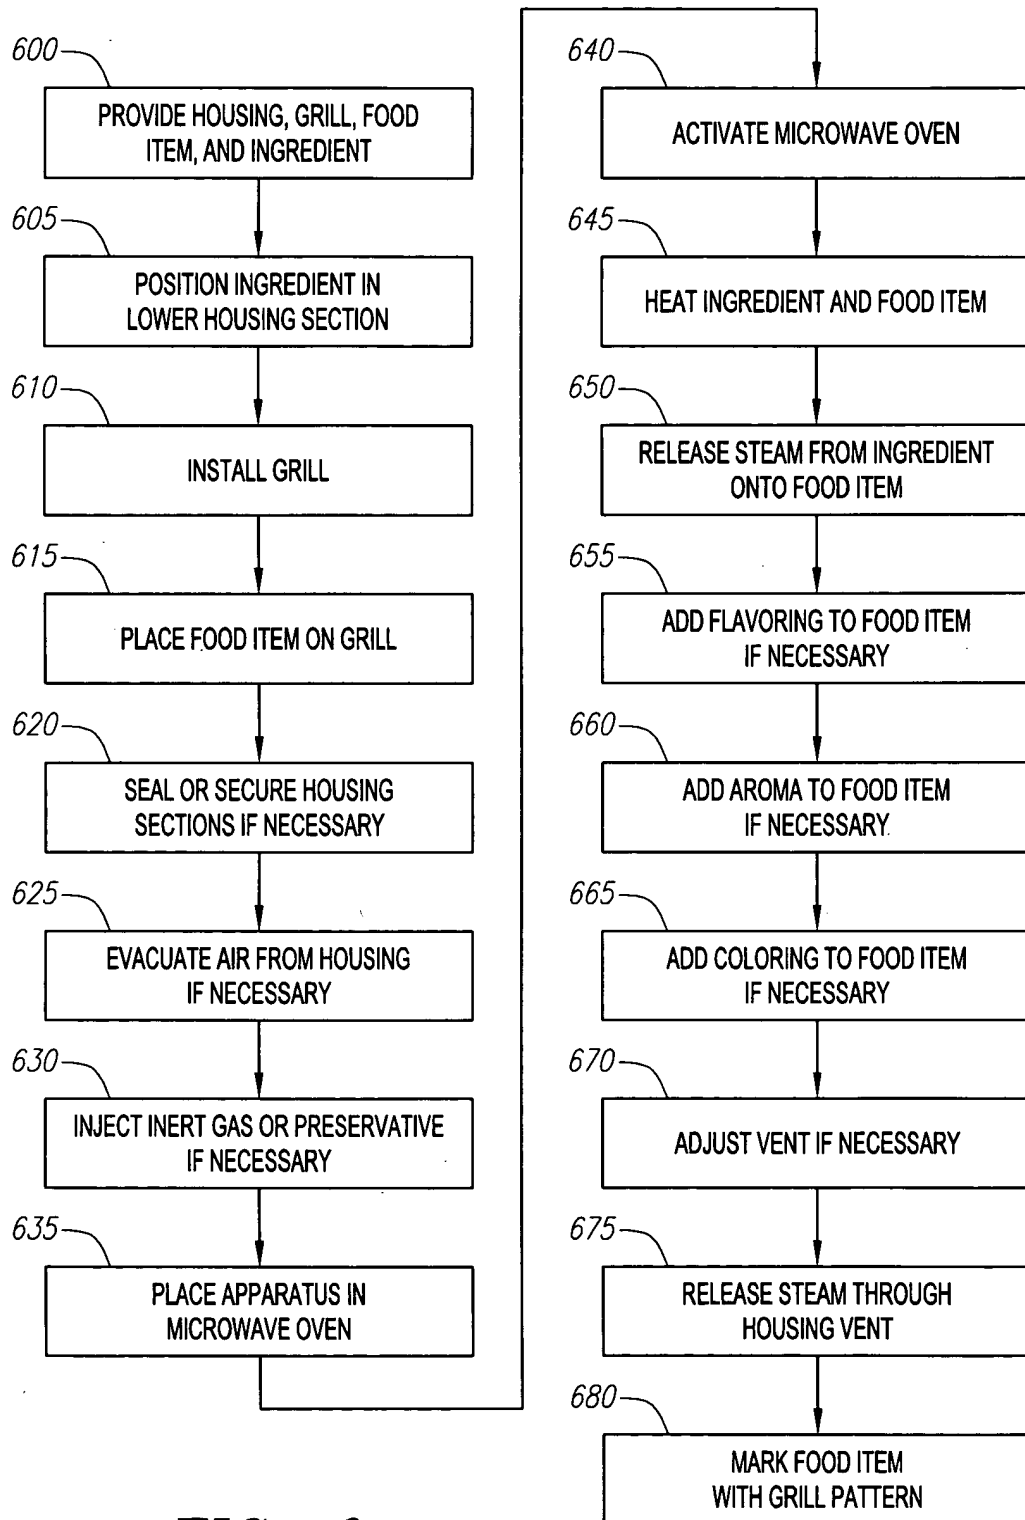 600
PROVIDE HOUSING, GRILL, FOOD
ITEM, AND INGREDIENT
605
POSITION INGREDIENT IN
LOWER HOUSING SECTION
610
INSTALL GRILL
615
PLACE FOOD ITEM ON GRILL
620
SEAL OR SECURE HOUSING
SECTIONS IF NECESSARY
625
EVACUATE AIR FROM HOUSING
IF NECESSARY
630
INJECT INERT GAS OR PRESERVATIVE
IF NECESSARY
635
PLACE APPARATUS IN
MICROWAVE OVEN
640
ACTIVATE MICROWAVE OVEN
645
HEAT INGREDIENT AND FOOD ITEM
650
RELEASE STEAM FROM INGREDIENT
ONTO FOOD ITEM
655
ADD FLAVORING TO FOOD ITEM
IF NECESSARY
660
ADD AROMA TO FOOD ITEM
IF NECESSARY
665
ADD COLORING TO FOOD ITEM
IF NECESSARY
670
ADJUST VENT IF NECESSARY
675
RELEASE STEAM THROUGH
HOUSING VENT
680
MARK FOOD ITEM
WITH GRILL PATTERN